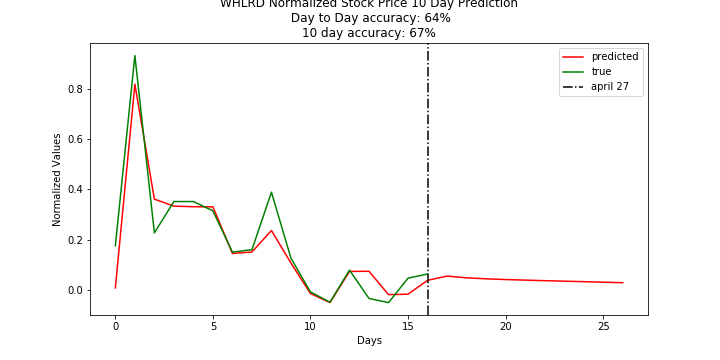 WHLRD Normalized Stock Price 10 Day Prediction
Day to Day accuracy: 64%
10 day accuracy: 67%
predicted
true
april 27
Normalized Values
0.8
0.6
0.4
0.2
0.0
0
5
10
15
20
25
Days